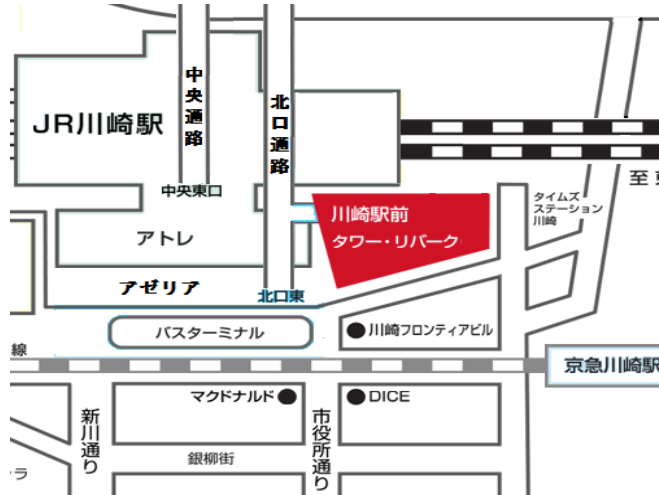 中央通路
北口通路
JR川崎駅
中央東口
至
タイムズ
ステーション
川崎
川崎駅前
タワー・リパーク
アトレ
アゼリア
北口東
バスターミナル
川崎フロンティアビル
線
京急川崎駅
マクドナルド
DICE
新川通り
市役所通り
銀柳街
ラ